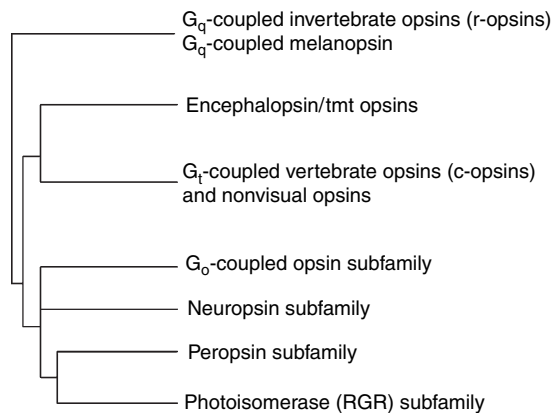 Gq-coupled invertebrate opsins (r-opsins)
Gq-coupled melanopsin
Encephalopsin/tmt opsins
Gt-coupled vertebrate opsins (c-opsins)
and nonvisual opsins
Go-coupled opsin subfamily
Neuropsin subfamily
Peropsin subfamily
Photoisomerase (RGR) subfamily